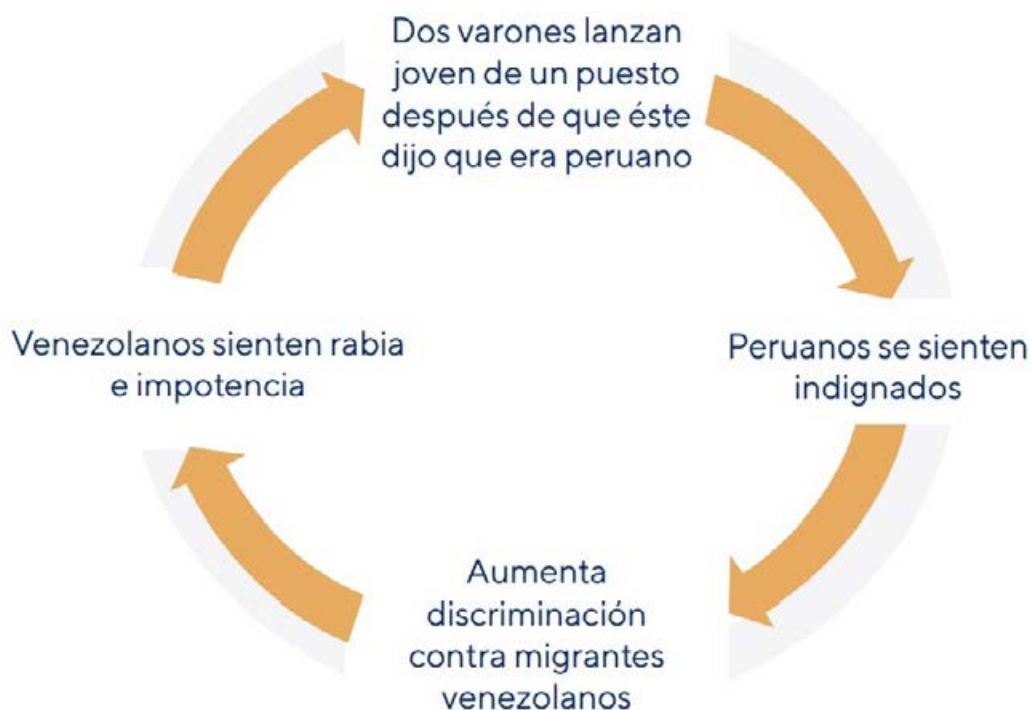 Dos varones lanzan
joven de un puesto
después de que éste
dijo que era peruano
Peruanos se sienten
indignados
Aumenta
discriminación
contra migrantes
venezolanos
Venezolanos sienten rabia
e impotencia